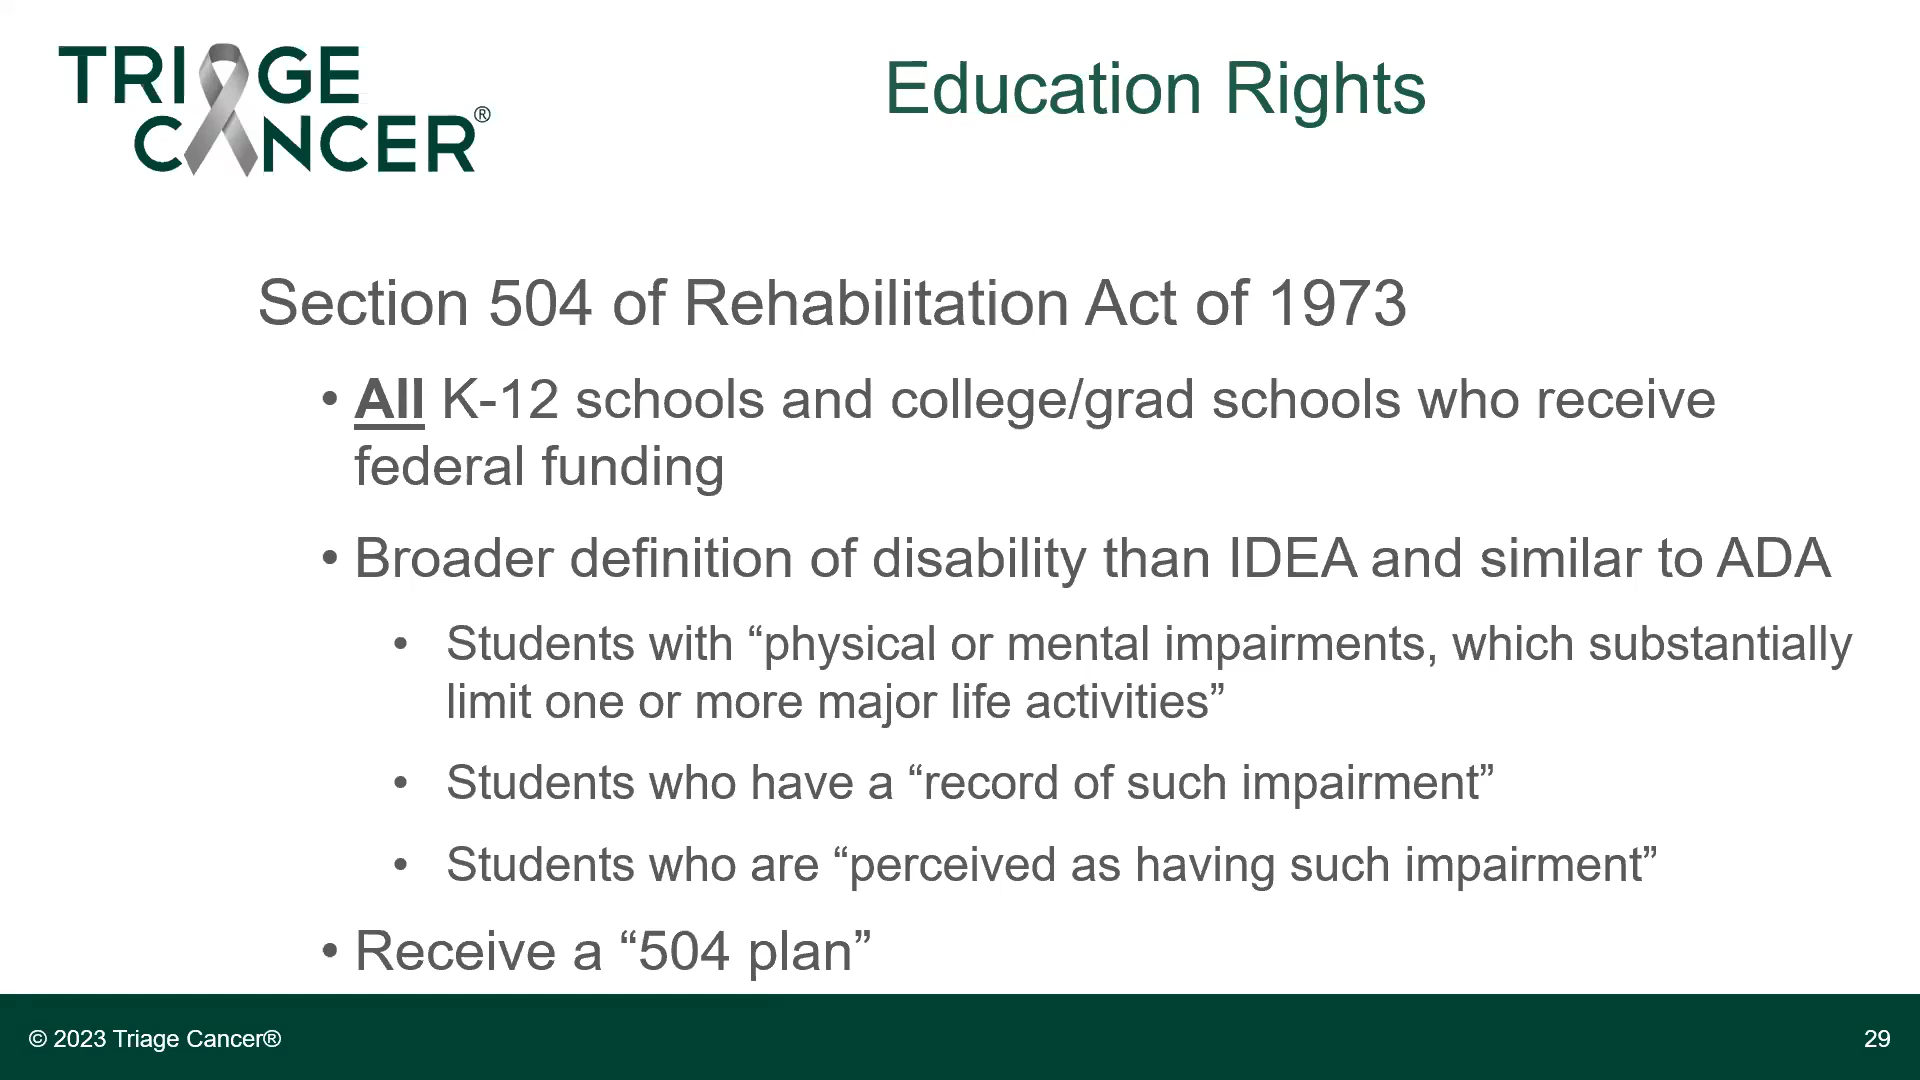 TRIAGE
CANCER®
Education Rights
Section 504 of Rehabilitation Act of 1973
• All K-12 schools and college/grad schools who receive
federal funding
• Broader definition of disability than IDEA and similar to ADA
• Students with “physical or mental impairments, which substantially
limit one or more major life activities”
• Students who have a “record of such impairment”
• Students who are “perceived as having such impairment”
• Receive a “504 plan”
© 2023 Triage Cancer®
29